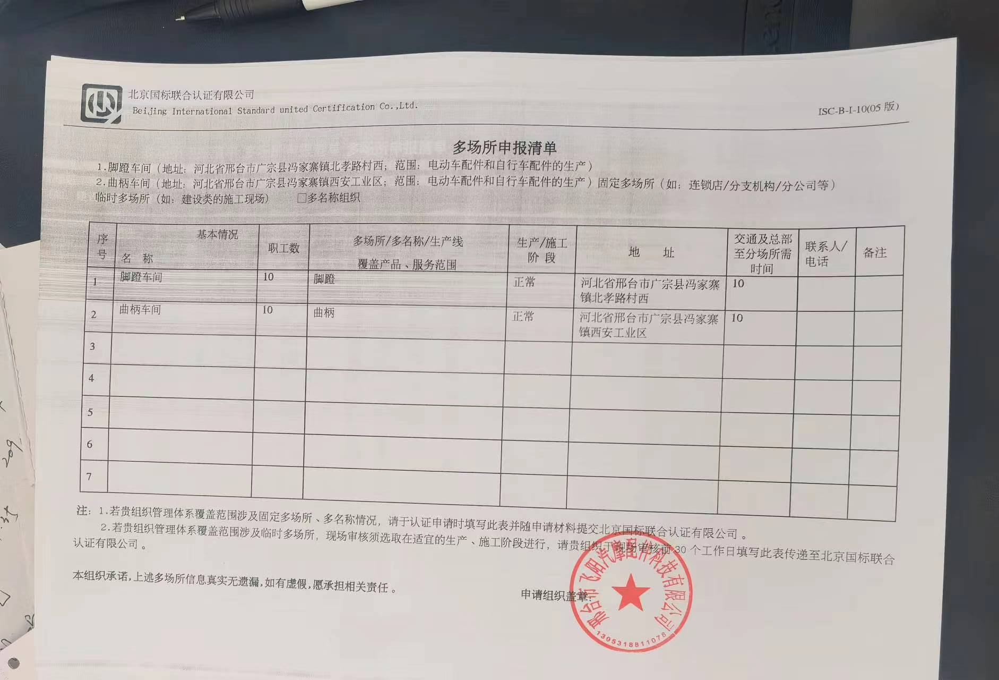 北京国标联合认证有限公司
Beijing International Standard united Certification Co.,Ltd.
ISC-B-I-10(05 版)
多场所申报清单
1.脚蹬车间（地址：河北省邢台市广宗县冯家寨镇北孝路村西；范围：电动车配件和自行车配件的生产）
2.曲柄车间（地址：河北省邢台市广宗县冯家寨镇西安工业区；范围：电动车配件和自行车配件的生产）固定多场所（如：连锁店/分支机构/分公司等）
临时多场所（如：建设类的施工现场） □多名称组织
序号 基本情况 名 称 职工数 多场所/多名称/生产线 覆盖产品、服务范围 生产/施工阶段 地 址 交通及总部至分场所需时间 联系人/电话 备注
1 脚蹬车间 10 脚蹬 正常 河北省邢台市广宗县冯家寨镇北孝路村西 10
2 曲柄车间 10 曲柄 正常 河北省邢台市广宗县冯家寨镇西安工业区 10
3
4
5
6
7
注：1.若贵组织管理体系覆盖范围涉及固定多场所、多名称情况，请于认证申请时填写此表并随申请材料提交北京国标联合认证有限公司。
2.若贵组织管理体系覆盖范围涉及临时多场所，现场审核须选取在适宜的生产、施工阶段进行，请贵组织于现场审核前 30 个工作日填写此表传递至北京国标联合
认证有限公司。
本组织承诺,上述多场所信息真实无遗漏,如有虚假,愿承担相关责任。
申请组织盖章:
邢台市飞阳汽摩配件科技有限公司
1305318811078
209